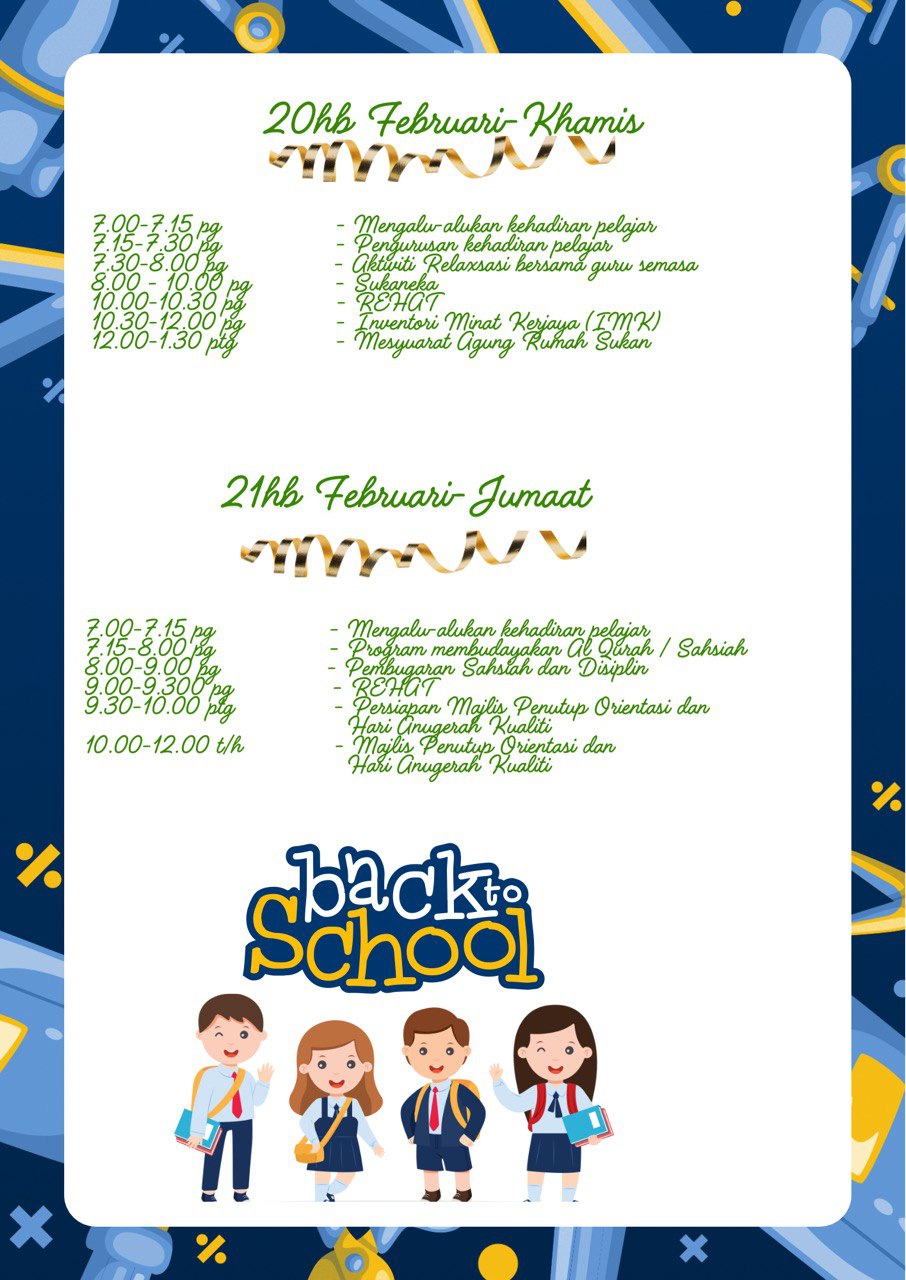 20hb Februari-Khamis
7.00-7.15 pg - Mengalu-alukan kehadiran pelajar
7.15-7.30 pg - Pengurusan kehadiran pelajar
7.30-8.00 pg - Aktiviti Relaxsasi bersama guru semasa
8.00 - 10.00 pg - Sukaneka
10.00-10.30 pg - REHAT
10.30-12.00 pg - Inventori Minat Kerjaya (IMK)
12.00-1.30 ptg - Mesyuarat Agung Rumah Sukan
21hb Februari-Jumaat
7.00-7.15 pg - Mengalu-alukan kehadiran pelajar
7.15-8.00 pg - Program membudayakan Al Qurah / Sahsiah
8.00-9.00 pg - Pembugaran Sahsiah dan Disiplin
9.00-9.300 pg - REHAT
9.30-10.00 ptg - Persiapan Majlis Penutup Orientasi dan
Hari Anugerah Kualiti
10.00-12.00 t/h - Majlis Penutup Orientasi dan
Hari Anugerah Kualiti
back to
School